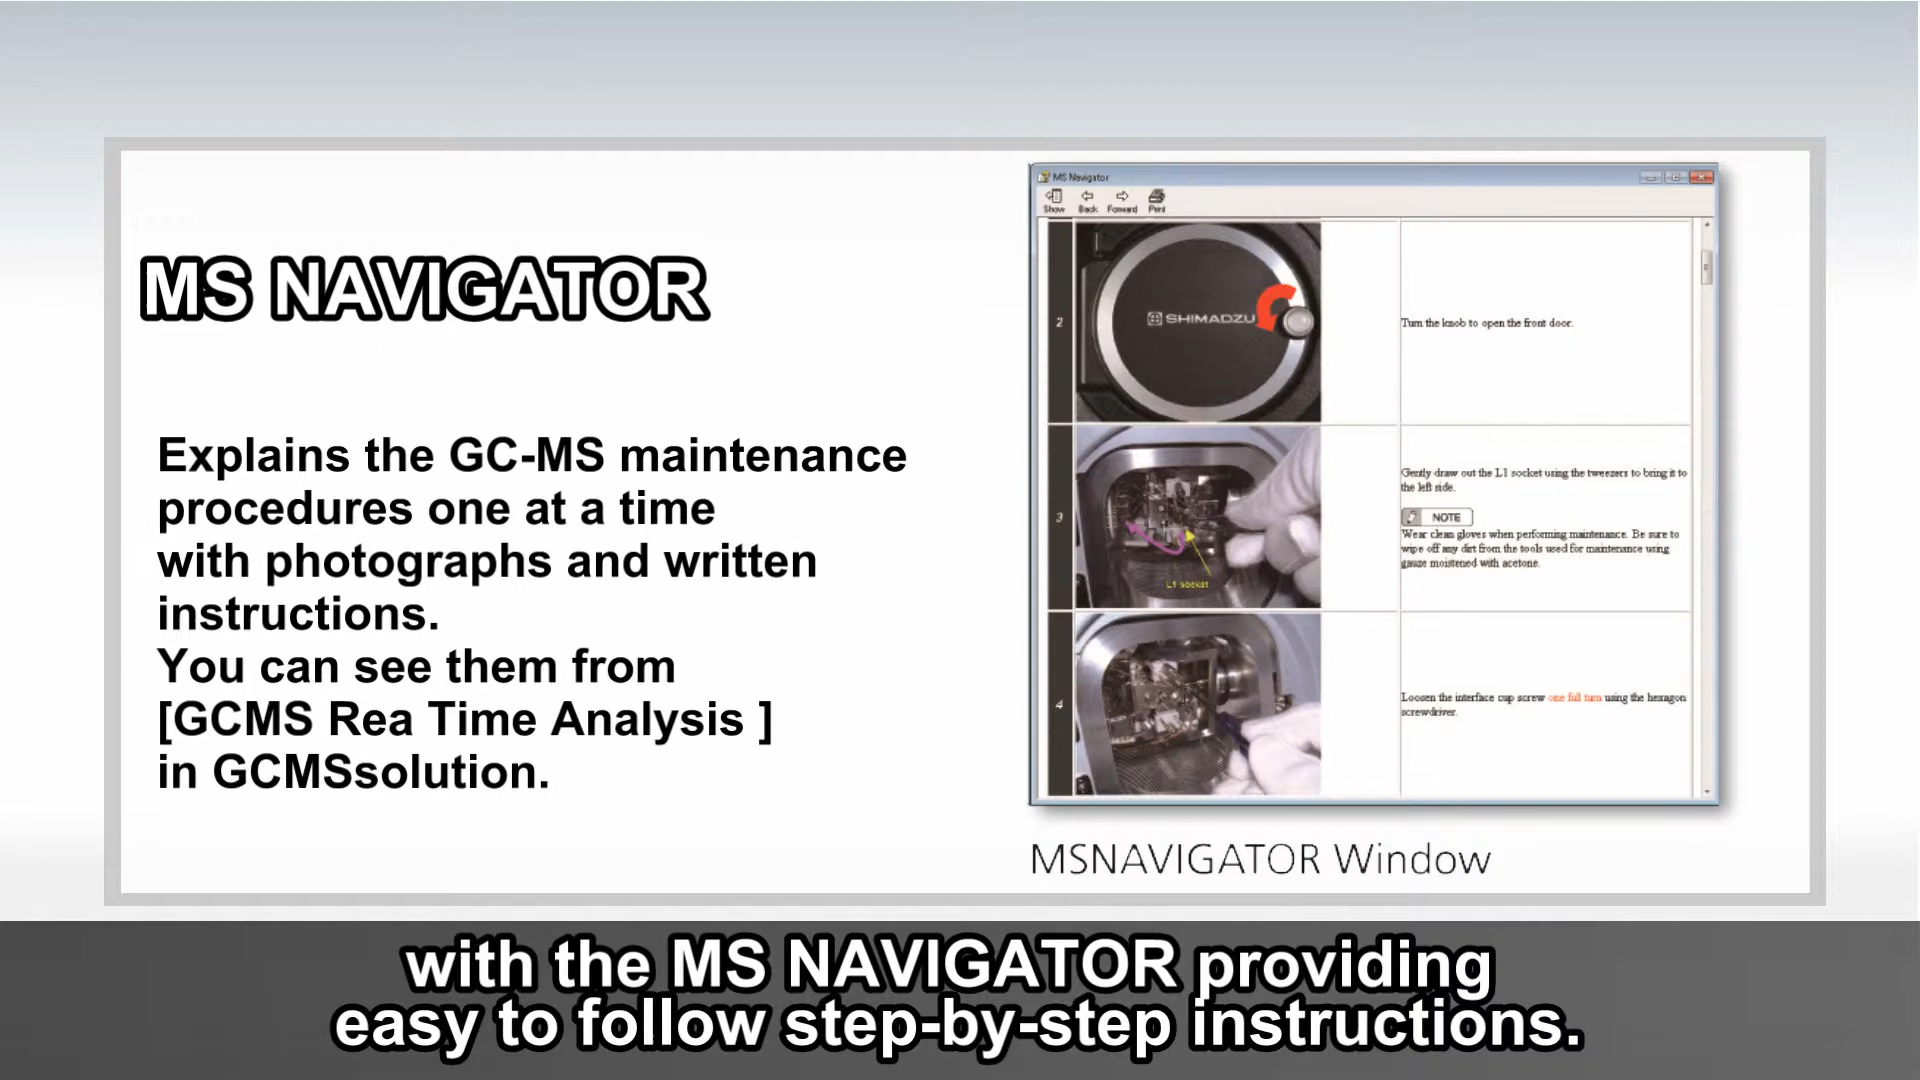 MS NAVIGATOR
Explains the GC-MS maintenance
procedures one at a time
with photographs and written
instructions.
You can see them from
[GCMS Rea Time Analysis ]
in GCMSsolution.
MS Navigator
Show Back Forward Print
2
SHIMADZU
Turn the knob to open the front door.
3
L1 socket
Gently draw out the L1 socket using the tweezers to bring it to
the left side.
NOTE
Wear clean gloves when performing maintenance. Be sure to
wipe off any dirt from the tools used for maintenance using
gauze moistened with acetone.
4
Loosen the interface cup screw one full turn using the hexagon
screwdriver.
MSNAVIGATOR Window
with the MS NAVIGATOR providing
easy to follow step-by-step instructions.